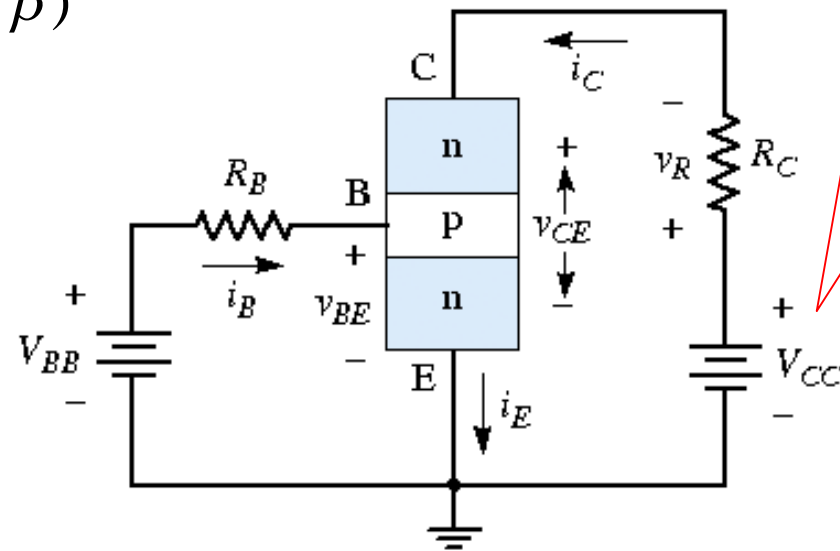 p)
C
i_C
–
n
+
R_B
B
v_R
R_C
p
v_CE
+
+
i_B
v_BE
n
–
+
+
V_BB
–
E
V_CC
–
i_E
–